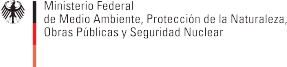 Ministerio Federal
de Medio Ambiente, Protección de la Naturaleza,
Obras Públicas y Seguridad Nuclear